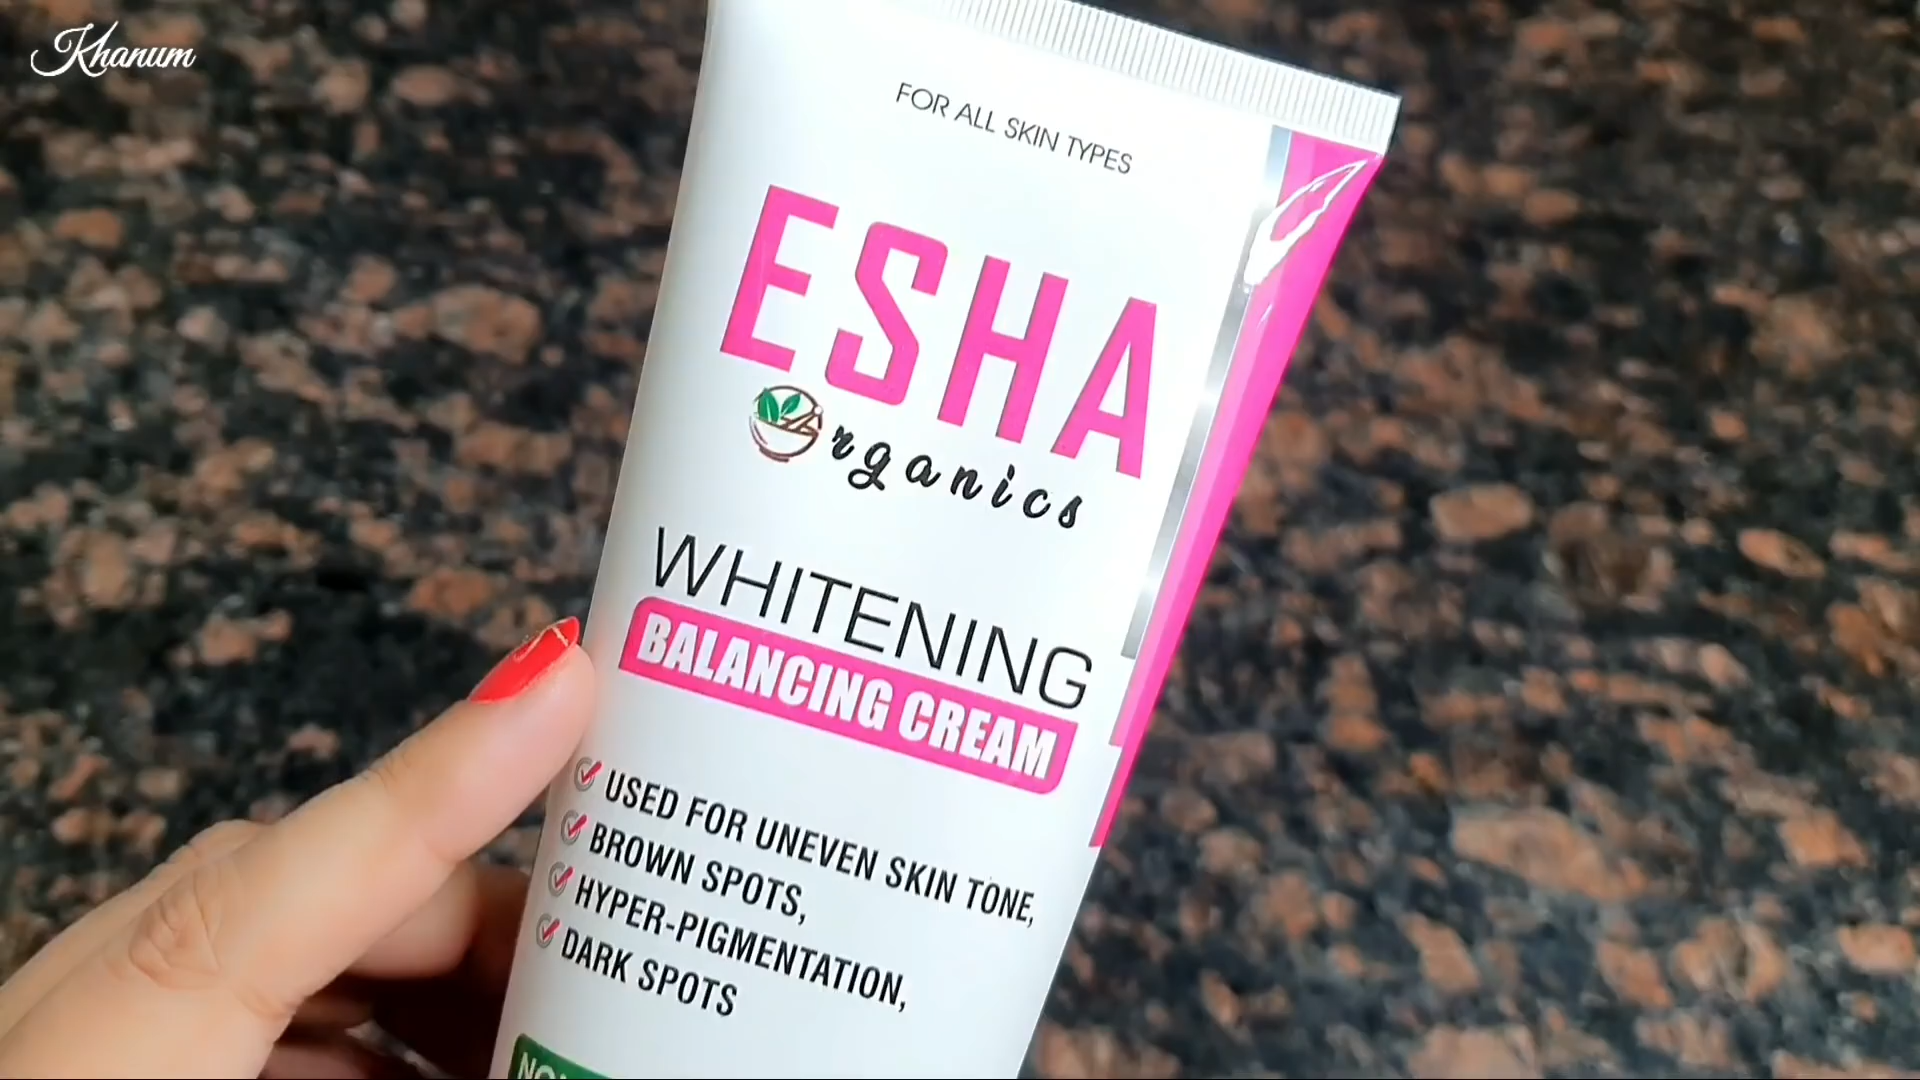 Khanum
FOR ALL SKIN TYPES
ESHA
Organics
WHITENING
BALANCING CREAM
USED FOR UNEVEN SKIN TONE,
BROWN SPOTS,
HYPER-PIGMENTATION,
DARK SPOTS